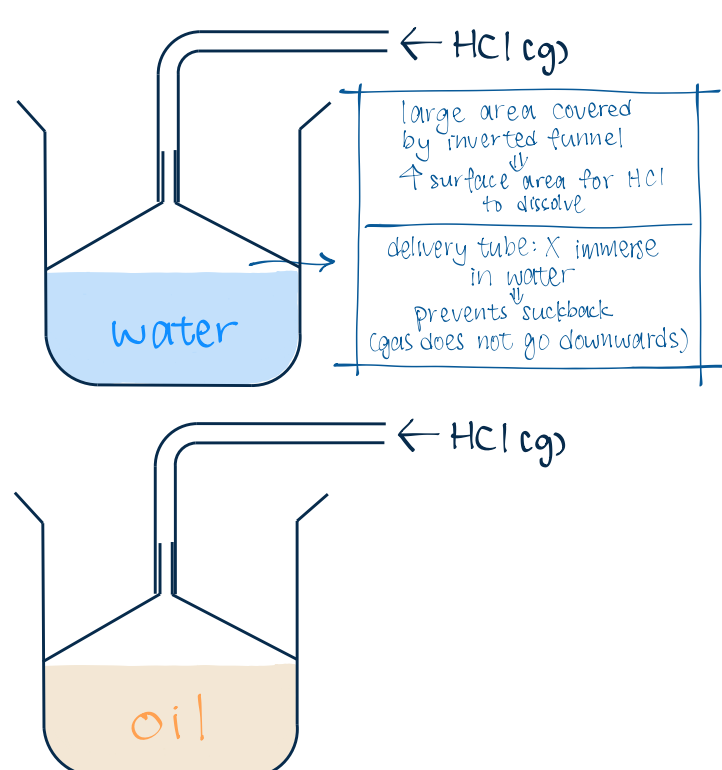 ← HCl (g)
large area covered
by inverted funnel
⇓
↑ surface area for HCl
to dissolve
delivery tube: X immerse
in water
⇓
prevents suckback
(gas does not go downwards)
water
← HCl (g)
oil